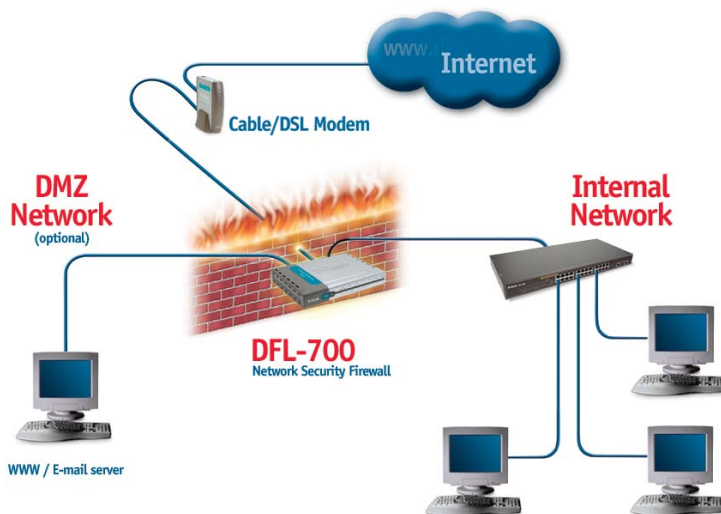 www.
Internet
Cable/DSL Modem
DMZ
Network
(optional)
Internal
Network
DFL-700
Network Security Firewall
WWW / E-mail server